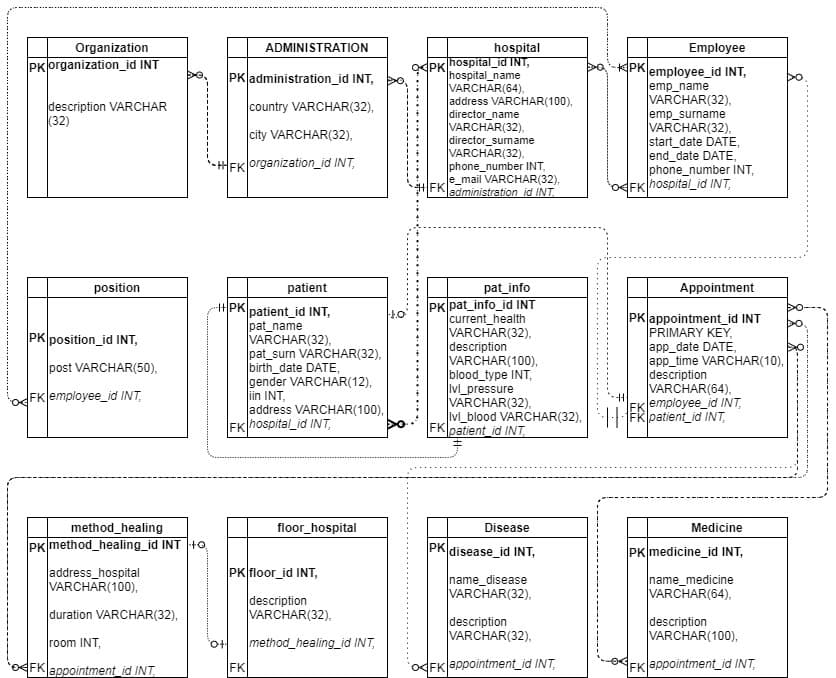 Organization
PK organization_id INT
description VARCHAR
(32)
ADMINISTRATION
PK administration_id INT,
country VARCHAR(32),
city VARCHAR(32),
FK organization_id INT,
hospital
PK hospital_id INT,
hospital_name
VARCHAR(64),
address VARCHAR(100),
director_name
VARCHAR(32),
director_surname
VARCHAR(32),
phone_number INT,
e_mail VARCHAR(32),
FK administration_id INT,
Employee
PK employee_id INT,
emp_name
VARCHAR(32),
emp_surname
VARCHAR(32),
start_date DATE,
end_date DATE,
phone_number INT,
FK hospital_id INT,
position
PK position_id INT,
post VARCHAR(50),
FK employee_id INT,
patient
PK patient_id INT,
pat_name
VARCHAR(32),
pat_surn VARCHAR(32),
birth_date DATE,
gender VARCHAR(12),
iin INT,
address VARCHAR(100),
FK hospital_id INT,
pat_info
PK pat_info_id INT
current_health
VARCHAR(32),
description
VARCHAR(100),
blood_type INT,
lvl_pressure
VARCHAR(32),
lvl_blood VARCHAR(32),
FK patient_id INT,
Appointment
PK appointment_id INT
PRIMARY KEY,
app_date DATE,
app_time VARCHAR(10),
description
VARCHAR(64),
FK employee_id INT,
FK patient_id INT,
method_healing
PK method_healing_id INT
address_hospital
VARCHAR(100),
duration VARCHAR(32),
room INT,
FK appointment_id INT,
floor_hospital
PK floor_id INT,
description
VARCHAR(32),
method_healing_id INT,
FK
Disease
PK disease_id INT,
name_disease
VARCHAR(32),
description
VARCHAR(32),
FK appointment_id INT,
Medicine
PK medicine_id INT,
name_medicine
VARCHAR(64),
description
VARCHAR(100),
FK appointment_id INT,